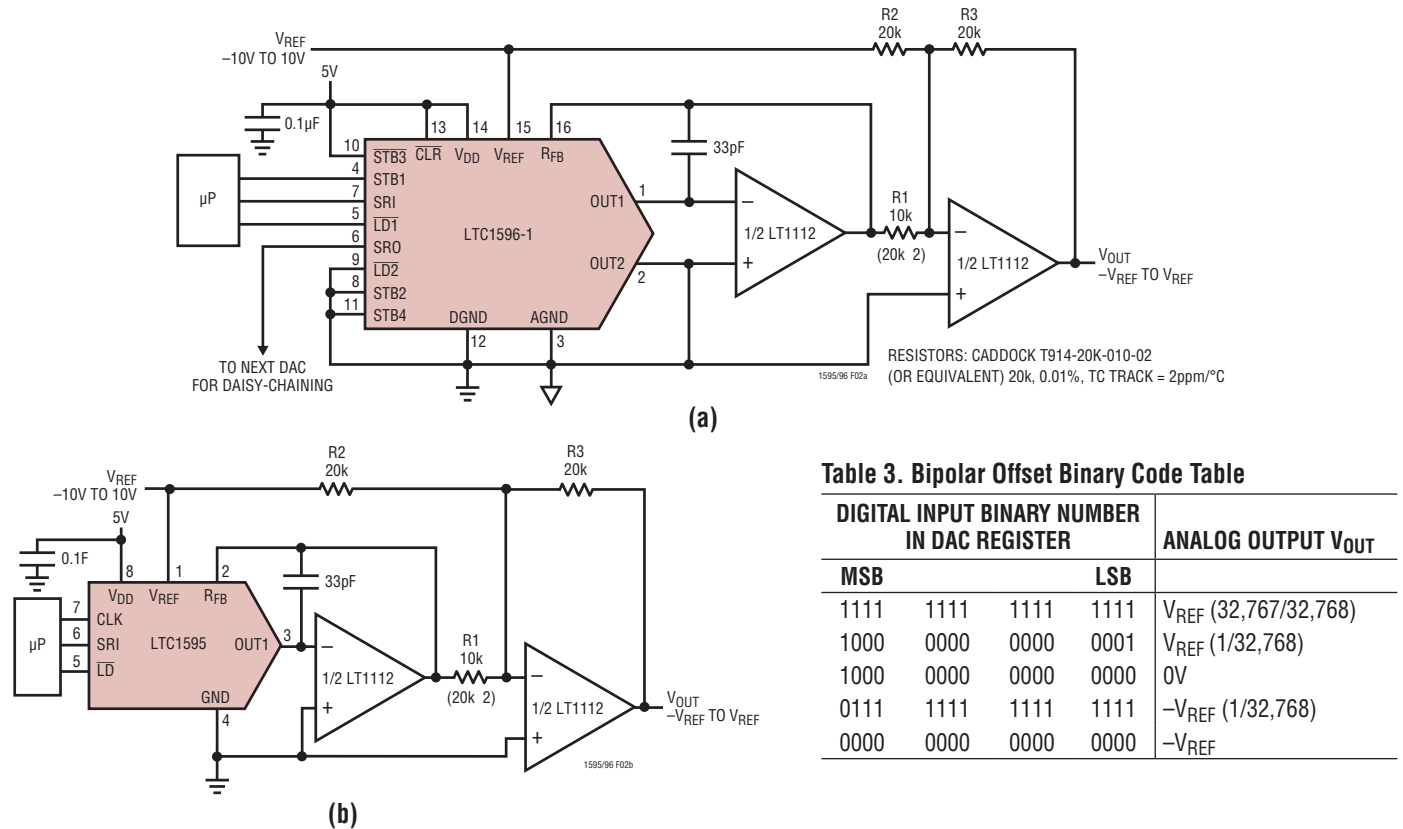 VREF
–10V TO 10V
5V
0.1µF
R2
20k
R3
20k
13
14
15
16
10
4
7
5
6
9
8
11
STB3
CLR
VDD
VREF
RFB
STB1
SRI
LD1
SRO
LD2
STB2
STB4
µP
LTC1596-1
OUT1
1
OUT2
2
DGND
AGND
12
3
33pF
–
1/2 LT1112
+
R1
10k
(20k 2)
–
1/2 LT1112
+
VOUT
–VREF TO VREF
TO NEXT DAC
FOR DAISY-CHAINING
1595/96 F02a
RESISTORS: CADDOCK T914-20K-010-02
(OR EQUIVALENT) 20k, 0.01%, TC TRACK = 2ppm/°C
(a)
VREF
–10V TO 10V
5V
0.1F
R2
20k
R3
20k
8
1
2
VDD
VREF
RFB
33pF
µP
7
CLK
6
SRI
5
LD
LTC1595
OUT1
3
GND
4
–
1/2 LT1112
+
R1
10k
(20k 2)
–
1/2 LT1112
+
VOUT
–VREF TO VREF
1595/96 F02b
(b)
Table 3. Bipolar Offset Binary Code Table
DIGITAL INPUT BINARY NUMBER
IN DAC REGISTER
ANALOG OUTPUT VOUT
MSB LSB
1111 1111 1111 1111 VREF (32,767/32,768)
1000 0000 0000 0001 VREF (1/32,768)
1000 0000 0000 0000 0V
0111 1111 1111 1111 –VREF (1/32,768)
0000 0000 0000 0000 –VREF